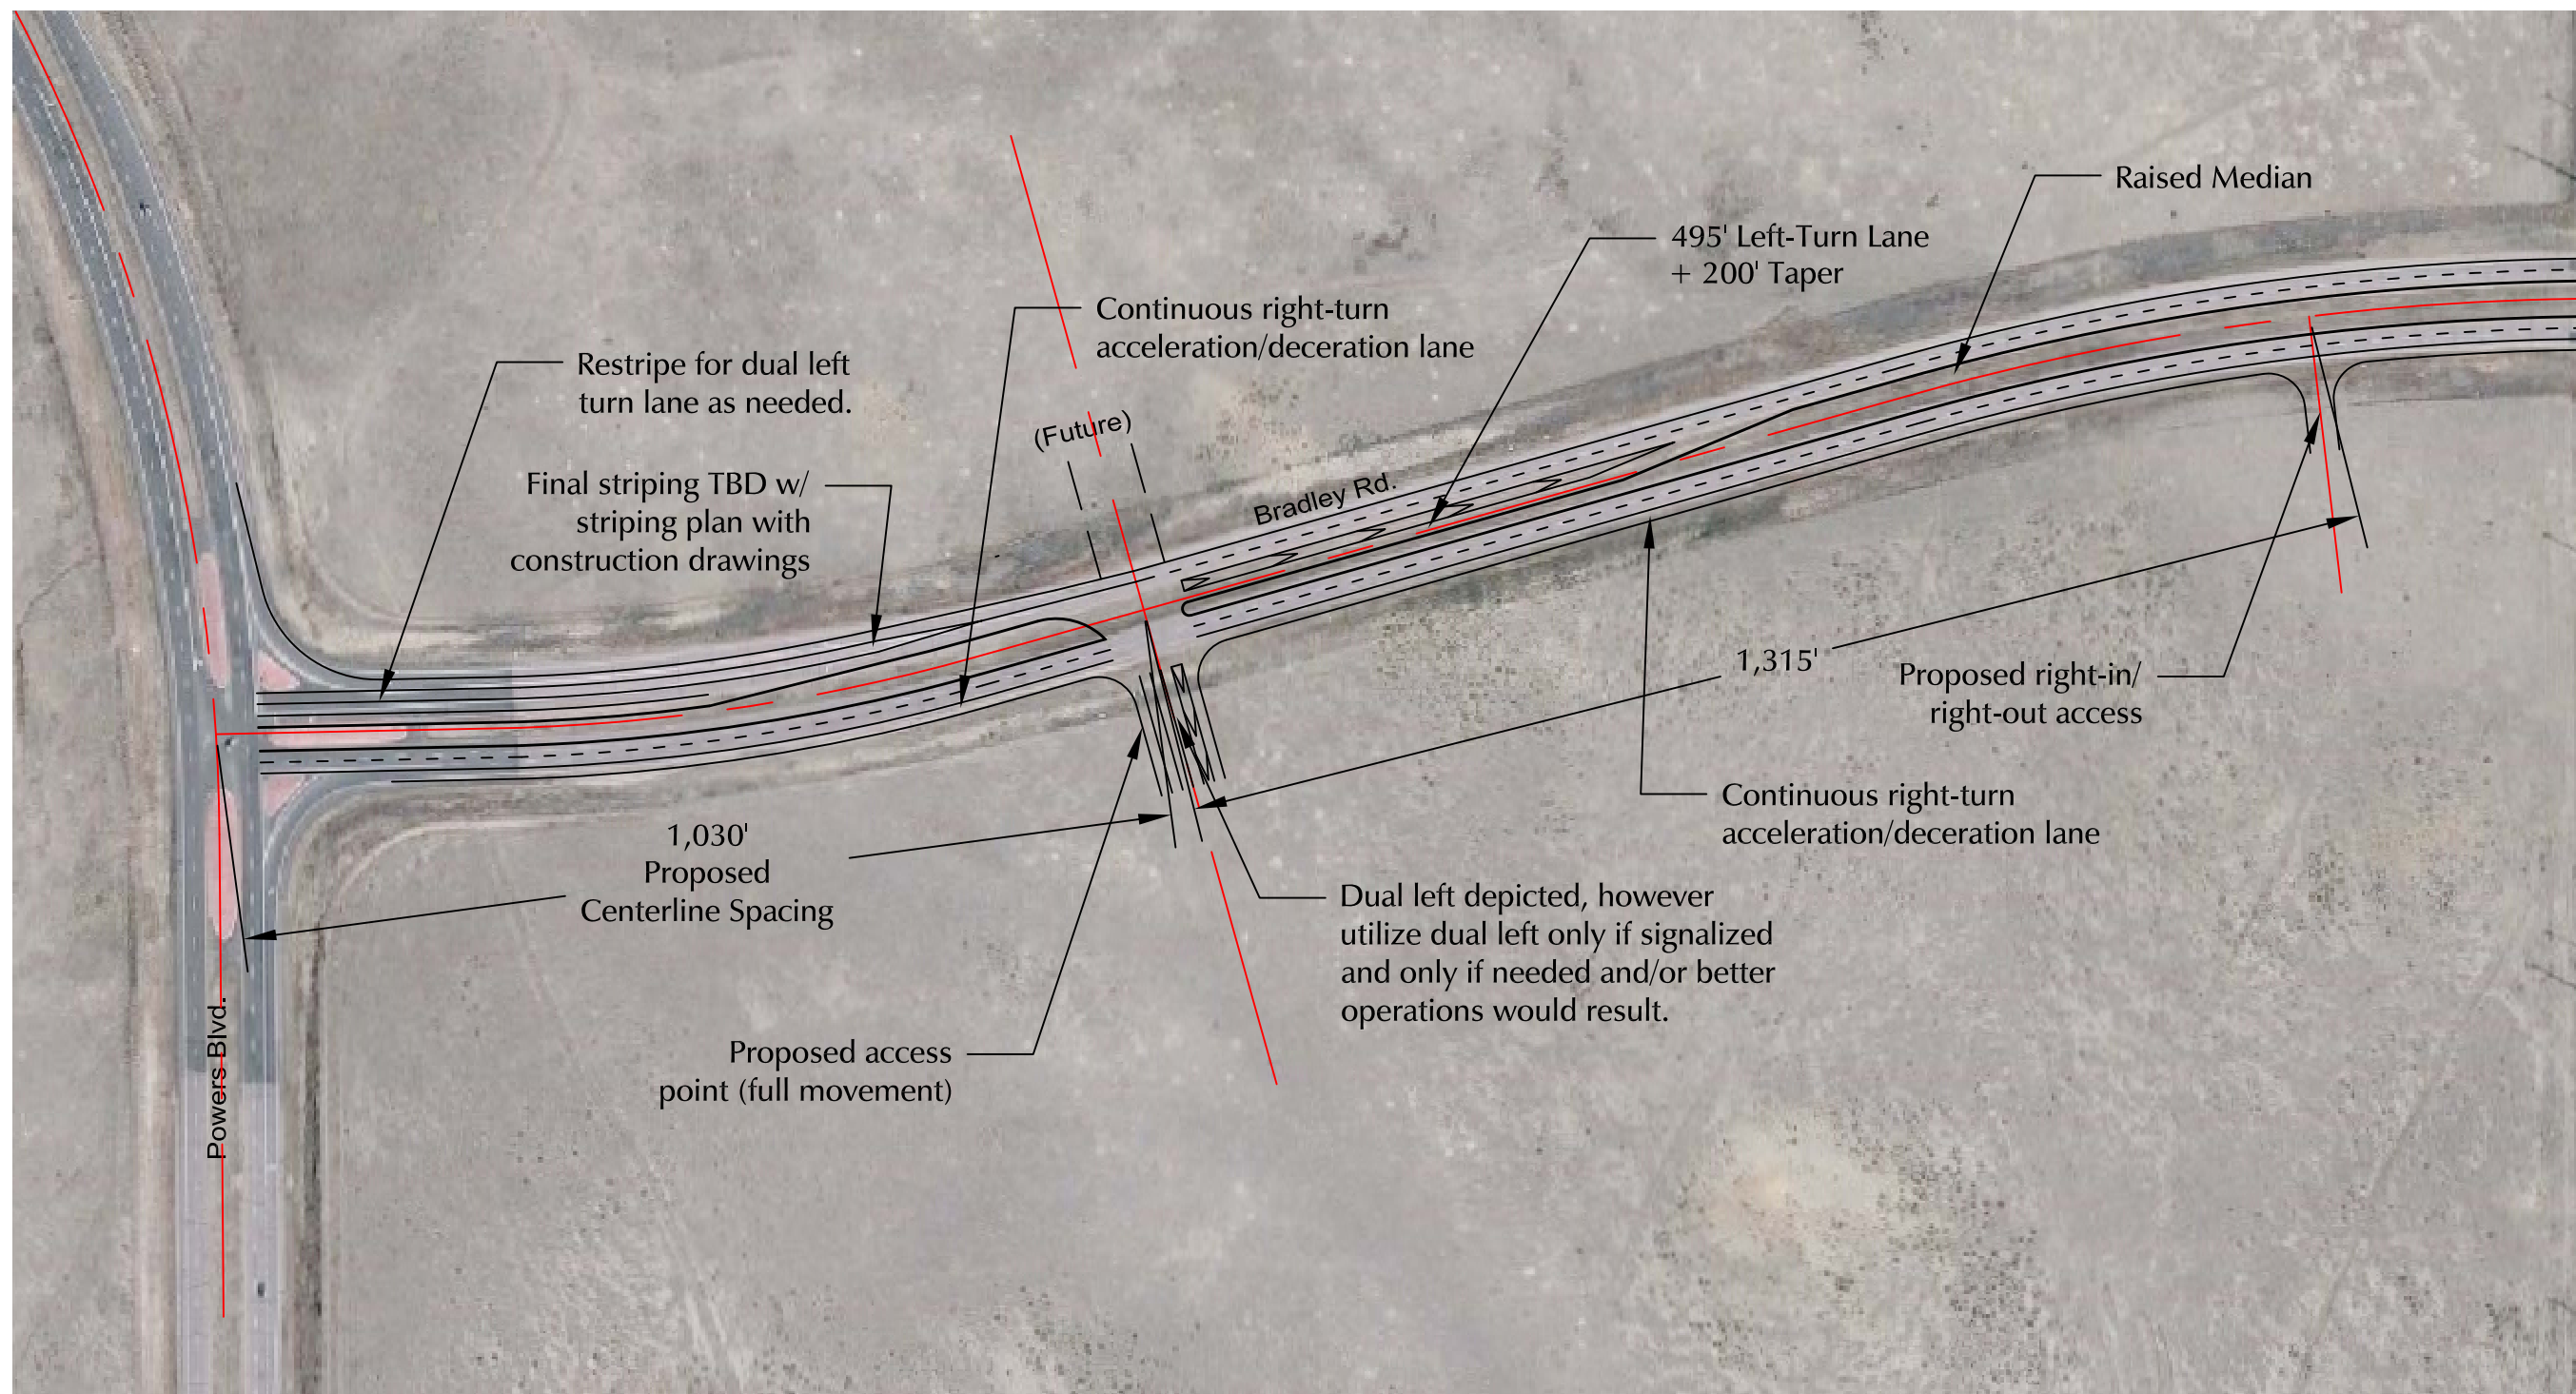 Raised Median
495' Left-Turn Lane
+ 200' Taper
Continuous right-turn
acceleration/deceration lane
Restripe for dual left
turn lane as needed.
(Future)
Bradley Rd.
Final striping TBD w/
striping plan with
construction drawings
1,315'
Proposed right-in/
right-out access
Continuous right-turn
acceleration/deceration lane
1,030'
Proposed
Centerline Spacing
Dual left depicted, however
utilize dual left only if signalized
and only if needed and/or better
operations would result.
Proposed access
point (full movement)
Powers Blvd.